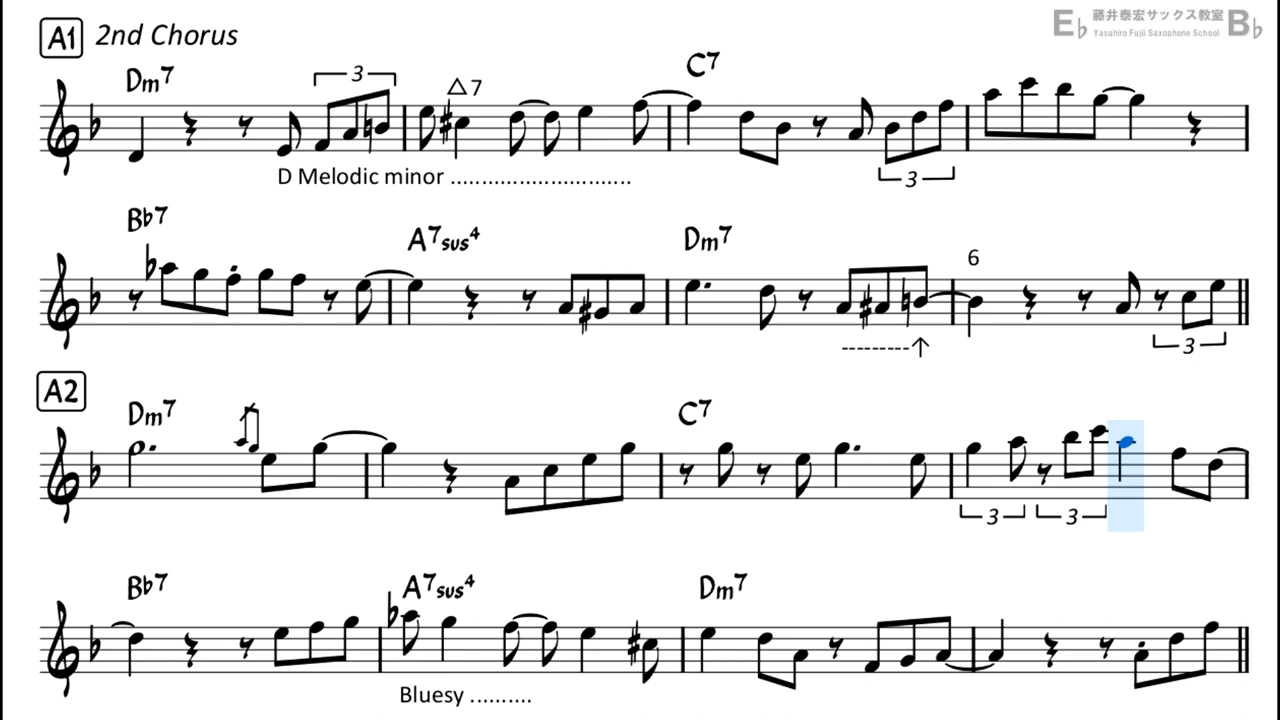 A1 2nd Chorus
E♭ 藤井泰宏サックス教室 B♭
Yasuhiro Fujii Saxophone School
Dm7 3 △7 C7
D Melodic minor ............................. 3
B♭7 A7sus4 Dm7 6
---------↑ 3
A2
Dm7 C7
3 3
B♭7 A7sus4 Dm7
Bluesy ..........